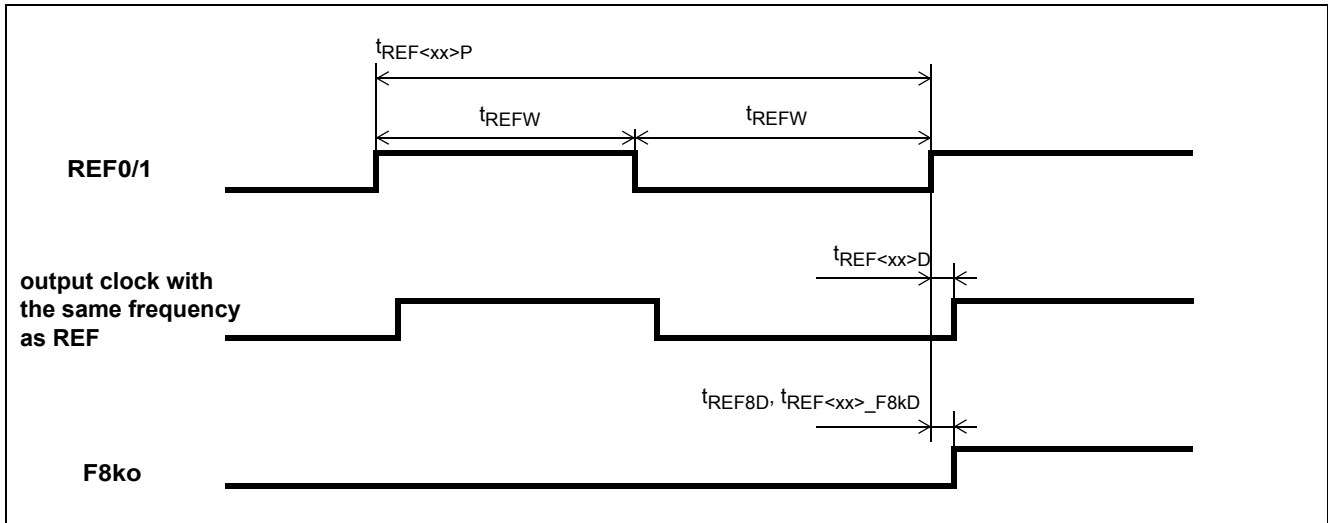 tREF<xx>P
tREFW
tREFW
REF0/1
tREF<xx>D
output clock with
the same frequency
as REF
tREF8D, tREF<xx>_F8kD
F8ko